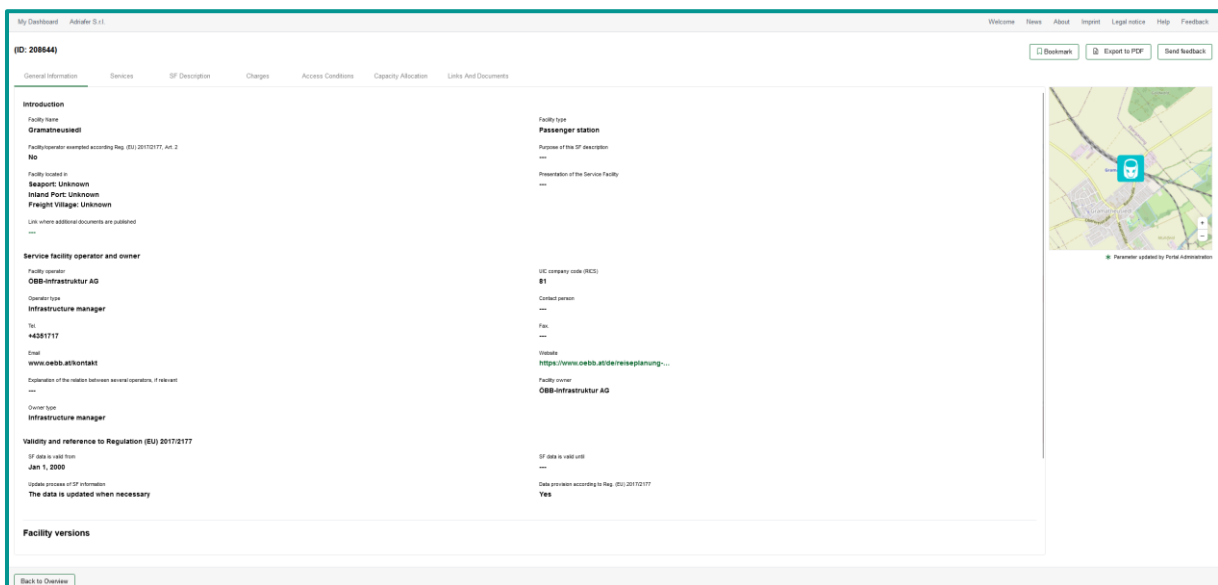 My Dashboard Adriafer S.r.l. Welcome News About Imprint Legal notice Help Feedback
(ID: 208644) Bookmark Export to PDF Send feedback
General Information Services SF Description Charges Access Conditions Capacity Allocation Links And Documents
Introduction
Facility Name Facility type
Gramatneusiedl Passenger station
Facility/operator exempted according Reg. (EU) 2017/2177, Art. 2 Purpose of this SF description
No ---
Facility located in Presentation of the Service Facility
Seaport: Unknown ---
Inland Port: Unknown
Freight Village: Unknown
Link where additional documents are published
---
Gramatneusiedl
+
−
Parameter updated by Portal Administration
Service facility operator and owner
Facility operator UIC company code (RICS)
ÖBB-Infrastruktur AG 81
Operator type Contact person
Infrastructure manager ---
Tel. Fax.
+4351717 ---
Email Website
www.oebb.at/kontakt https://www.oebb.at/de/reiseplanung-...
Explanation of the relation between several operators, if relevant Facility owner
--- ÖBB-Infrastruktur AG
Owner type
Infrastructure manager
Validity and reference to Regulation (EU) 2017/2177
SF data is valid from SF data is valid until
Jan 1, 2000 ---
Update process of SF information Data provision according to Reg. (EU) 2017/2177
The data is updated when necessary Yes
Facility versions
Back to Overview